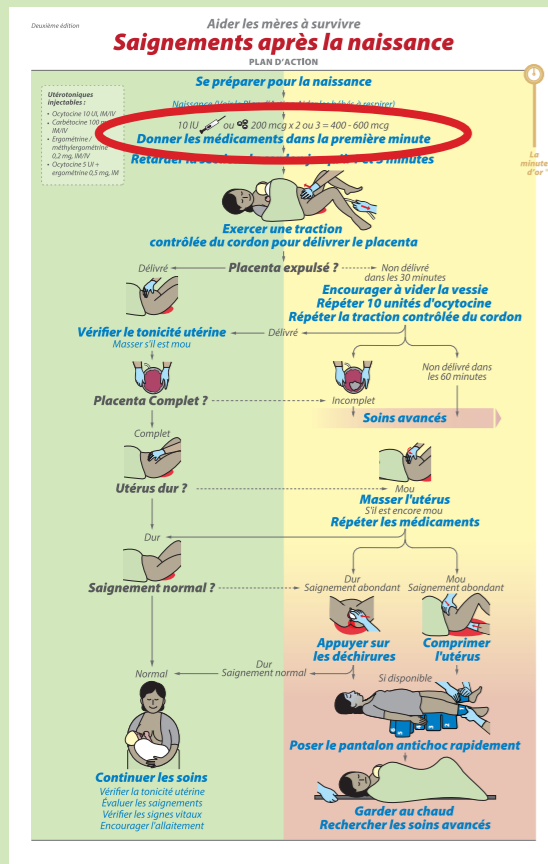 Deuxième édition
Aider les mères à survivre
Saignements après la naissance
PLAN D'ACTION
Utérotoniques
injectables :
• Ocytocine 10 UI, IM/IV
• Carbétocine 100
IM/IV
• Ergométrine /
méthylergométrine
0,2 mg, IM/IV
• Ocytocine 5 UI +
ergométrine 0,5 mg, IM
Se préparer pour la naissance
Naissance
10 IU ou 200 mcg x 2 ou 3 = 400 - 600 mcg
Donner les médicaments dans la première minute
Retarder 3 minutes
La
minute
d'or
Exercer une traction
contrôlée du cordon pour délivrer le placenta
Délivré
Placenta expulsé ?
Non délivré
dans les 30 minutes
Encourager à vider la vessie
Répéter 10 unités d'ocytocine
Répéter la traction contrôlée du cordon
Vérifier le tonicité utérine
Masser s'il est mou
Délivré
Non délivré dans
les 60 minutes
Placenta Complet ?
Incomplet
Soins avancés
Complet
Utérus dur ?
Mou
Masser l'utérus
S'il est encore mou
Répéter les médicaments
Dur
Saignement normal ?
Dur
Saignement abondant
Mou
Saignement abondant
Appuyer sur
les déchirures
Comprimer
l'utérus
Normal
Dur
Saignement normal
Si disponible
Poser le pantalon antichoc rapidement
Continuer les soins
Vérifier la tonicité utérine
Évaluer les saignements
Vérifier les signes vitaux
Encourager l'allaitement
Garder au chaud
Rechercher les soins avancés